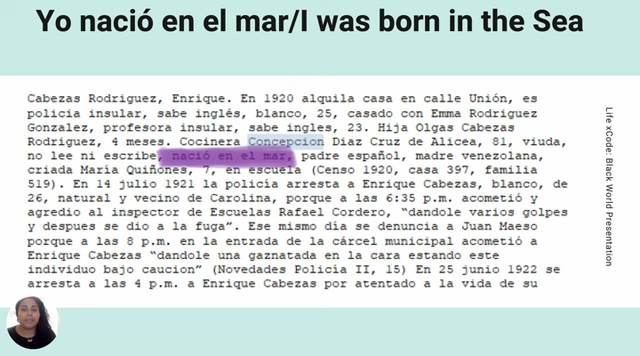 Yo nació en el mar/I was born in the Sea
Cabezas Rodriguez, Enrique. En 1920 alquila casa en calle Unión, es
policia insular, sabe inglés, blanco, 25, casado con Emma Rodriguez
Gonzalez, profesora insular, sabe ingles, 23. Hija Olgas Cabezas
Rodriguez, 4 meses. Cocinera Concepcion Diaz Cruz de Alicea, 81, viuda,
no lee ni escribe, nació en el mar, padre español, madre venezolana,
criada María Quiñones, 7, en escuela (Censo 1920, casa 397, familia
519). En 14 julio 1921 la policía arresta a Enrique Cabezas, blanco, de
26, natural y vecino de Carolina, porque a las 6:35 p.m. acometió y
agredio al inspector de Escuelas Rafael Cordero, "dandole varios golpes
y despues se dio a la fuga". Ese mismo día se denuncia a Juan Maeso
porque a las 8 p.m. en la entrada de la cárcel municipal acometió a
Enrique Cabezas "dandole una gaznatada en la cara estando este
individuo bajo caucion" (Novedades Policía II, 15) En 25 junio 1922 se
arresta a las 4 p.m. a Enrique Cabezas por atentado a la vida de su
Life xCode: Black World Presentation